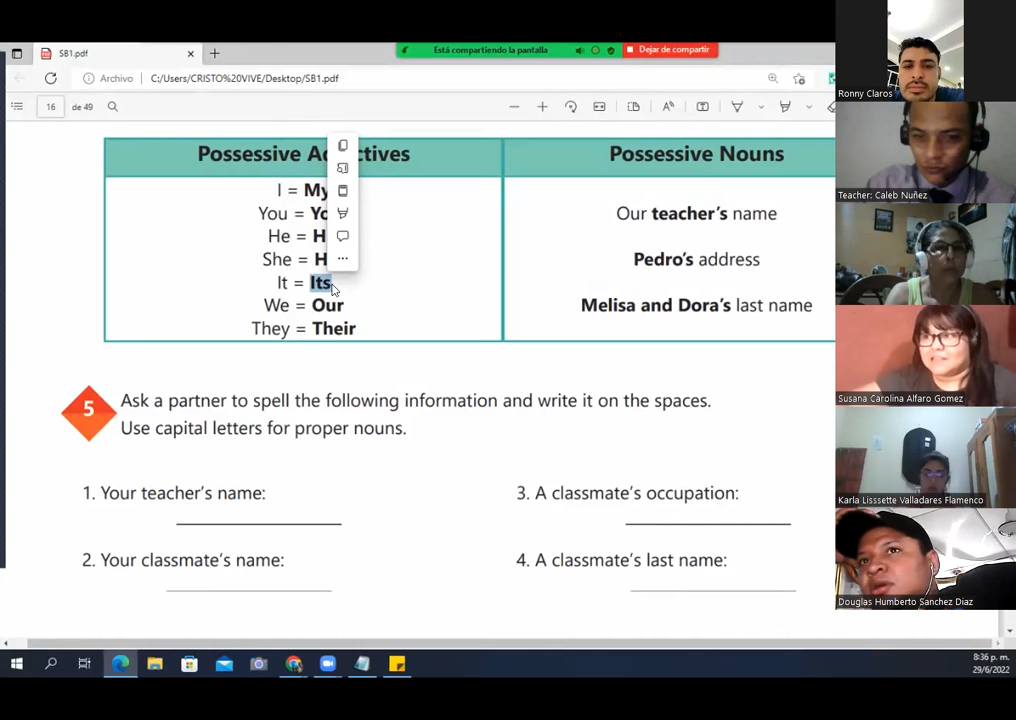 SB1.pdf
Está compartiendo la pantalla
Dejar de compartir
Archivo
C:/Users/CRISTO%20VIVE/Desktop/SB1.pdf
16
de 49
Possessive Ad ctives
Possessive Nouns
I = My
You = Yo
He = H
She = H
It = Its
We = Our
They = Their
Our teacher's name
Pedro's address
Melisa and Dora's last name
5
Ask a partner to spell the following information and write it on the spaces.
Use capital letters for proper nouns.
1. Your teacher's name:
3. A classmate's occupation:
2. Your classmate's name:
4. A classmate's last name:
Ronny Claros
Teacher: Caleb Nuñez
Susana Carolina Alfaro Gomez
Karla Lisssette Valladares Flamenco
Douglas Humberto Sanchez Diaz
8:36 p. m.
29/6/2022